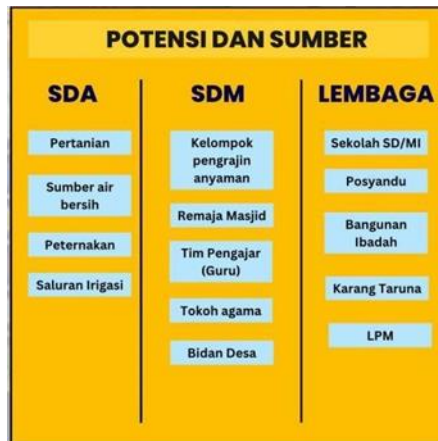 POTENSI DAN SUMBER
SDA
Pertanian
Sumber air
bersih
Peternakan
Saluran Irigasi
SDM
Kelompok
pengrajin
anyaman
Remaja Masjid
Tim Pengajar
(Guru)
Tokoh agama
Bidan Desa
LEMBAGA
Sekolah SD/MI
Posyandu
Bangunan
Ibadah
Karang Taruna
LPM